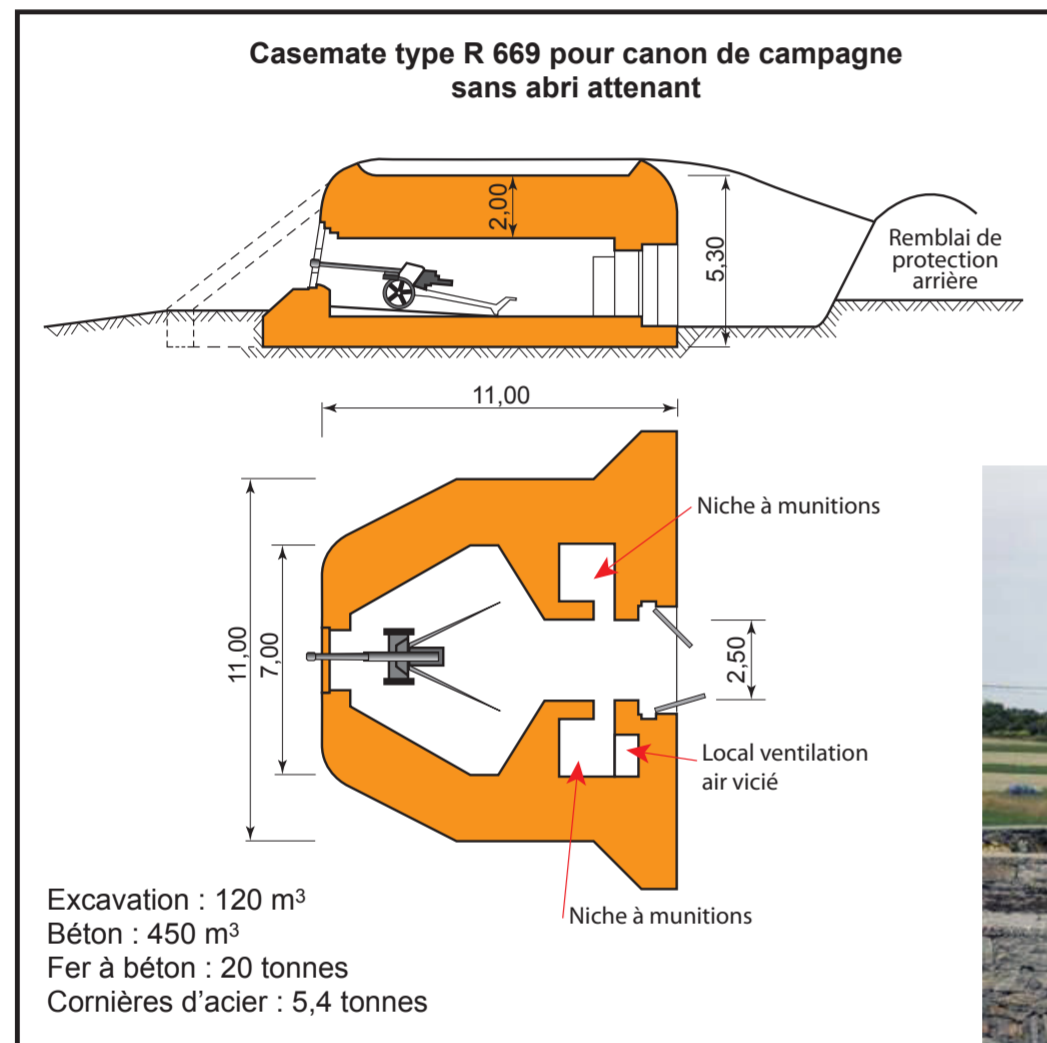 Casemate type R 669 pour canon de campagne
sans abri attenant
2,00
5,30
Remblai de
protection
arrière
11,00
Niche à munitions
11,00
7,00
2,50
Local ventilation
air vicié
Niche à munitions
Excavation : 120 m³
Béton : 450 m³
Fer à béton : 20 tonnes
Cornières d'acier : 5,4 tonnes